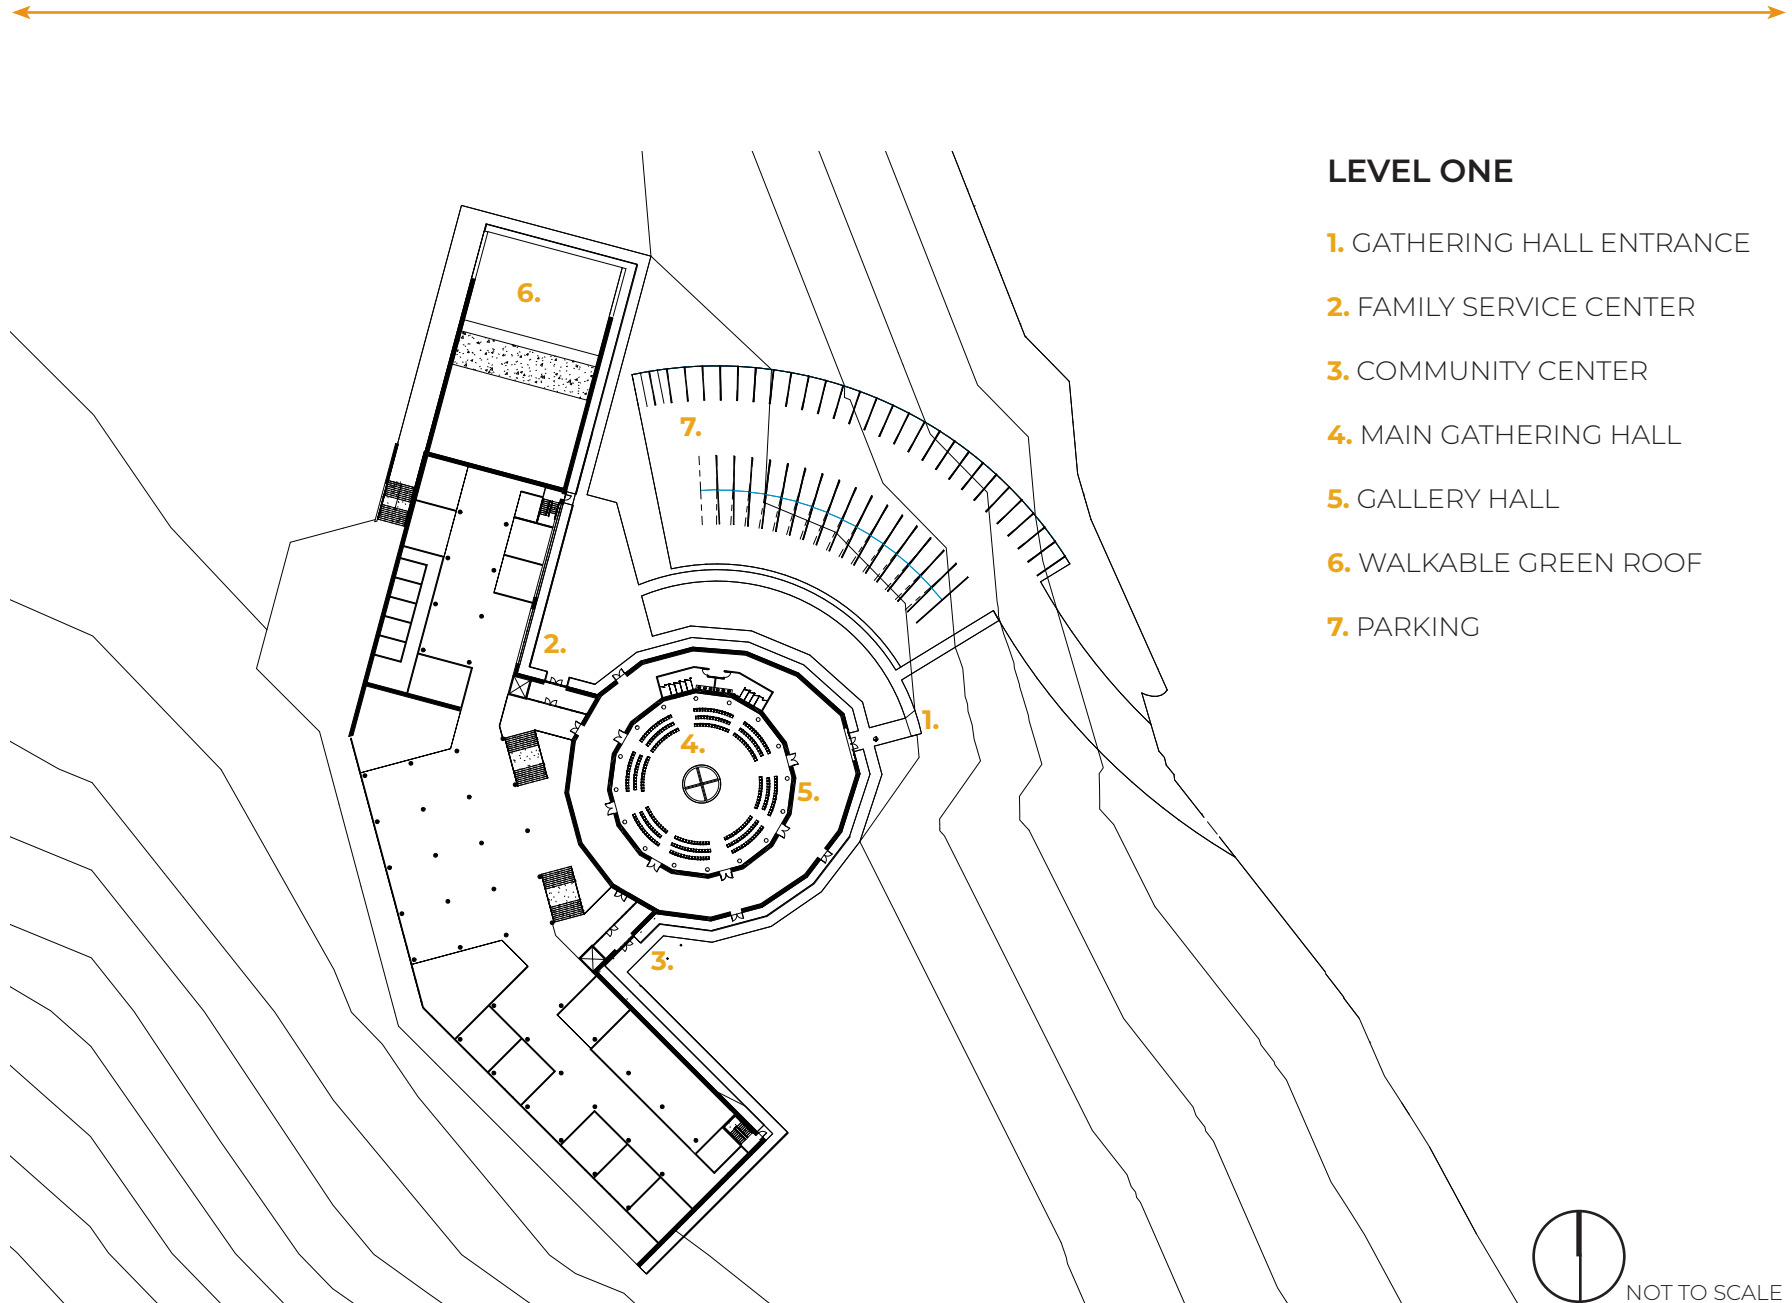 LEVEL ONE
1. GATHERING HALL ENTRANCE
2. FAMILY SERVICE CENTER
3. COMMUNITY CENTER
4. MAIN GATHERING HALL
5. GALLERY HALL
6. WALKABLE GREEN ROOF
7. PARKING
6.
7.
2.
1.
4.
5.
3.
NOT TO SCALE